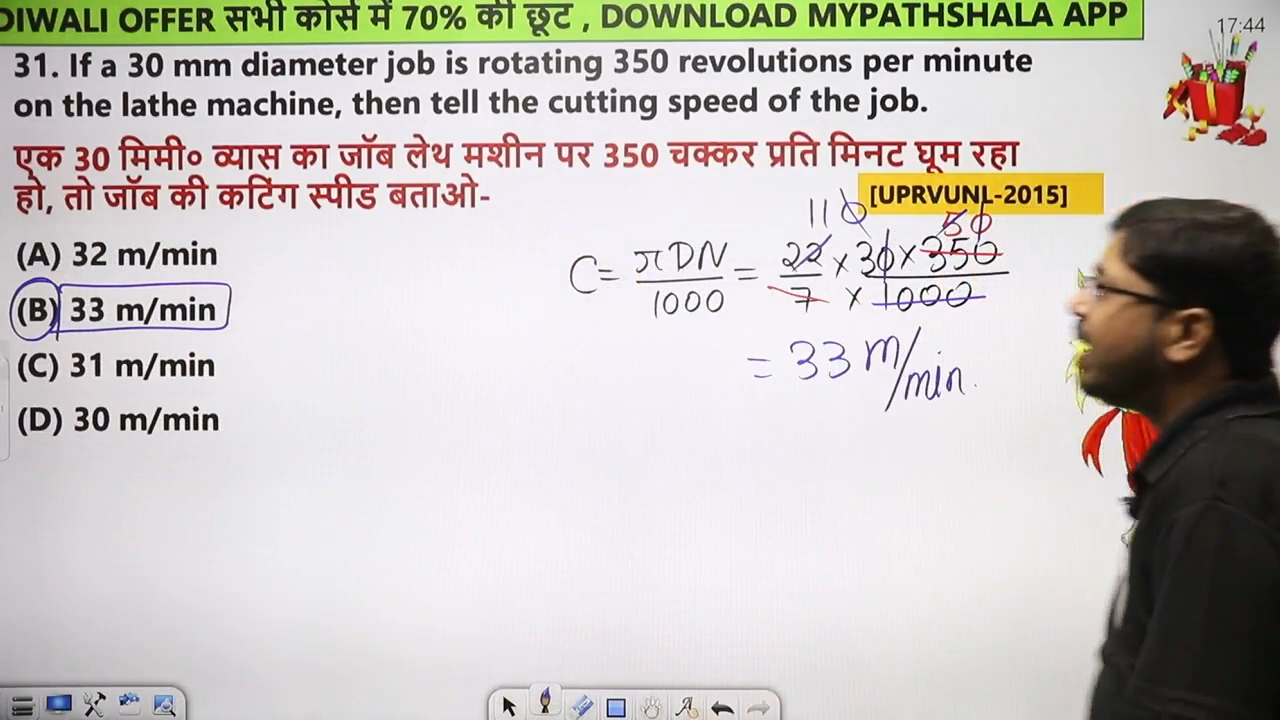 DIWALI OFFER सभी कोर्स में 70% की छूट , DOWNLOAD MYPATHSHALA APP
17:44
31. If a 30 mm diameter job is rotating 350 revolutions per minute
on the lathe machine, then tell the cutting speed of the job.
एक 30 मिमी० व्यास का जॉब लेथ मशीन पर 350 चक्कर प्रति मिनट घूम रहा
हो, तो जॉब की कटिंग स्पीड बताओ-
[UPRVUNL-2015]
(A) 32 m/min
(B) 33 m/min
(C) 31 m/min
(D) 30 m/min
110 50
C = πDN = 22 × 30 × 350
1000 7 × 1000
= 33 m/min.